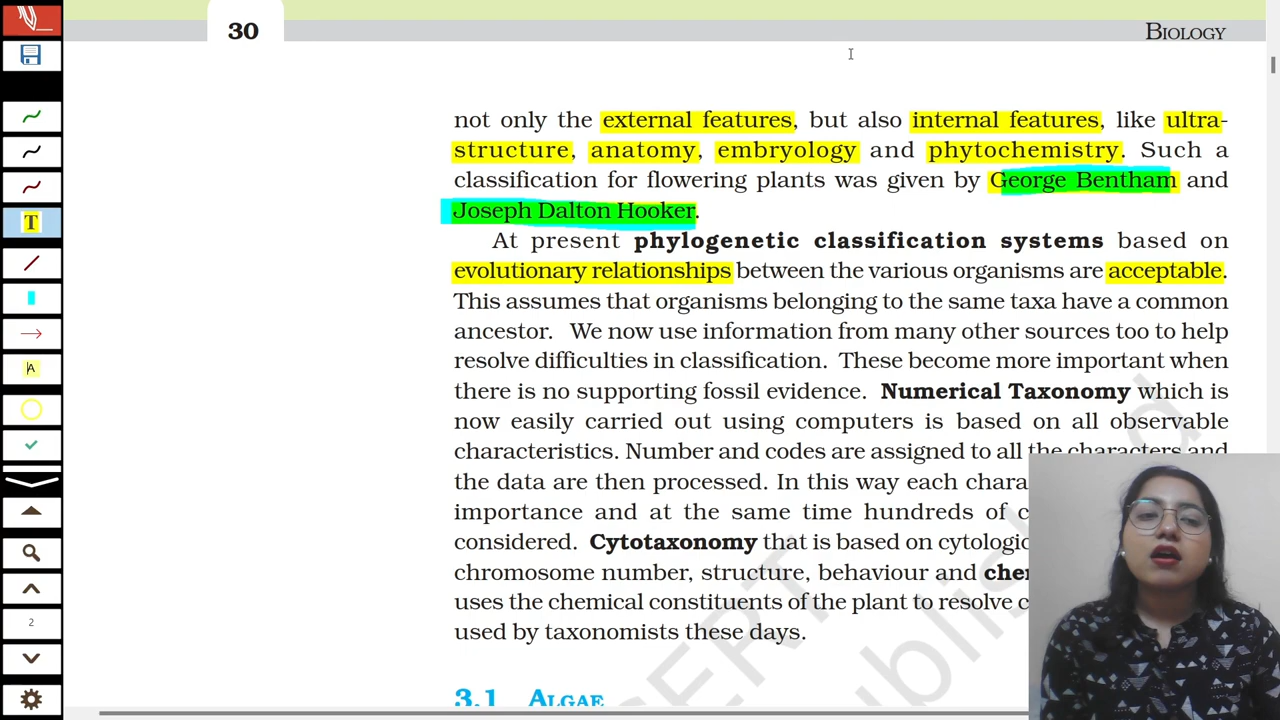 30
BIOLOGY
not only the external features, but also internal features, like ultra-
structure, anatomy, embryology and phytochemistry. Such a
classification for flowering plants was given by George Bentham and
Joseph Dalton Hooker.
At present phylogenetic classification systems based on
evolutionary relationships between the various organisms are acceptable.
This assumes that organisms belonging to the same taxa have a common
ancestor. We now use information from many other sources too to help
resolve difficulties in classification. These become more important when
there is no supporting fossil evidence. Numerical Taxonomy which is
now easily carried out using computers is based on all observable
characteristics. Number and codes are assigned to all the characters and
the data are then processed. In this way each chara
importance and at the same time hundreds of c
considered. Cytotaxonomy that is based on cytologic
chromosome number, structure, behaviour and che
uses the chemical constituents of the plant to resolve c
used by taxonomists these days.
3.1 ALGAE
T
A
2